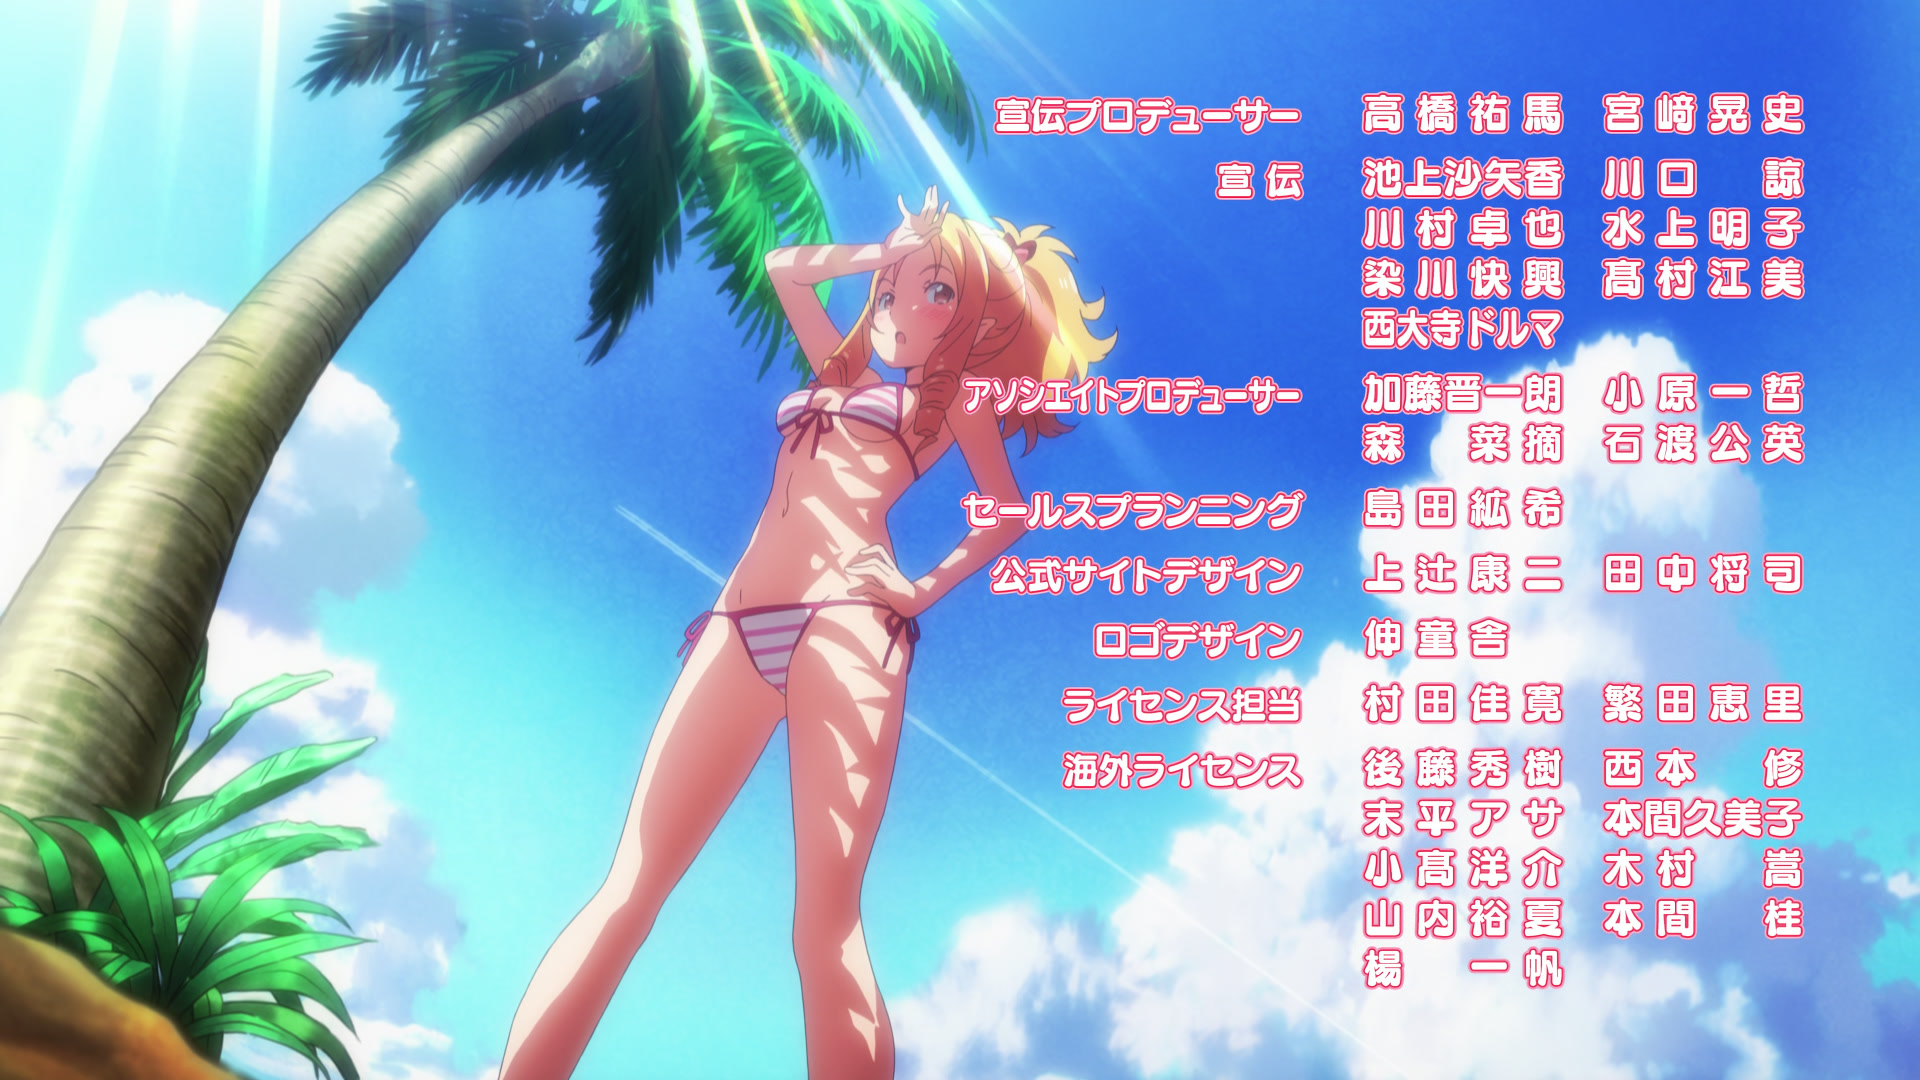 宣伝プロデューサー 高橋祐馬 宮﨑晃史
宣伝 池上沙矢香 川口諒
川村卓也 水上明子
染川快興 髙村江美
西大寺ドルマ
アソシエイトプロデューサー 加藤晋一朗 小原一哲
森菜摘 石渡公英
セールスプランニング 島田紘希
公式サイトデザイン 上辻康二 田中将司
ロゴデザイン 伸童舎
ライセンス担当 村田佳寛 繁田恵里
海外ライセンス 後藤秀樹 西本修
末平アサ 本間久美子
小髙洋介 木村嵩
山内裕夏 本間桂
楊一帆